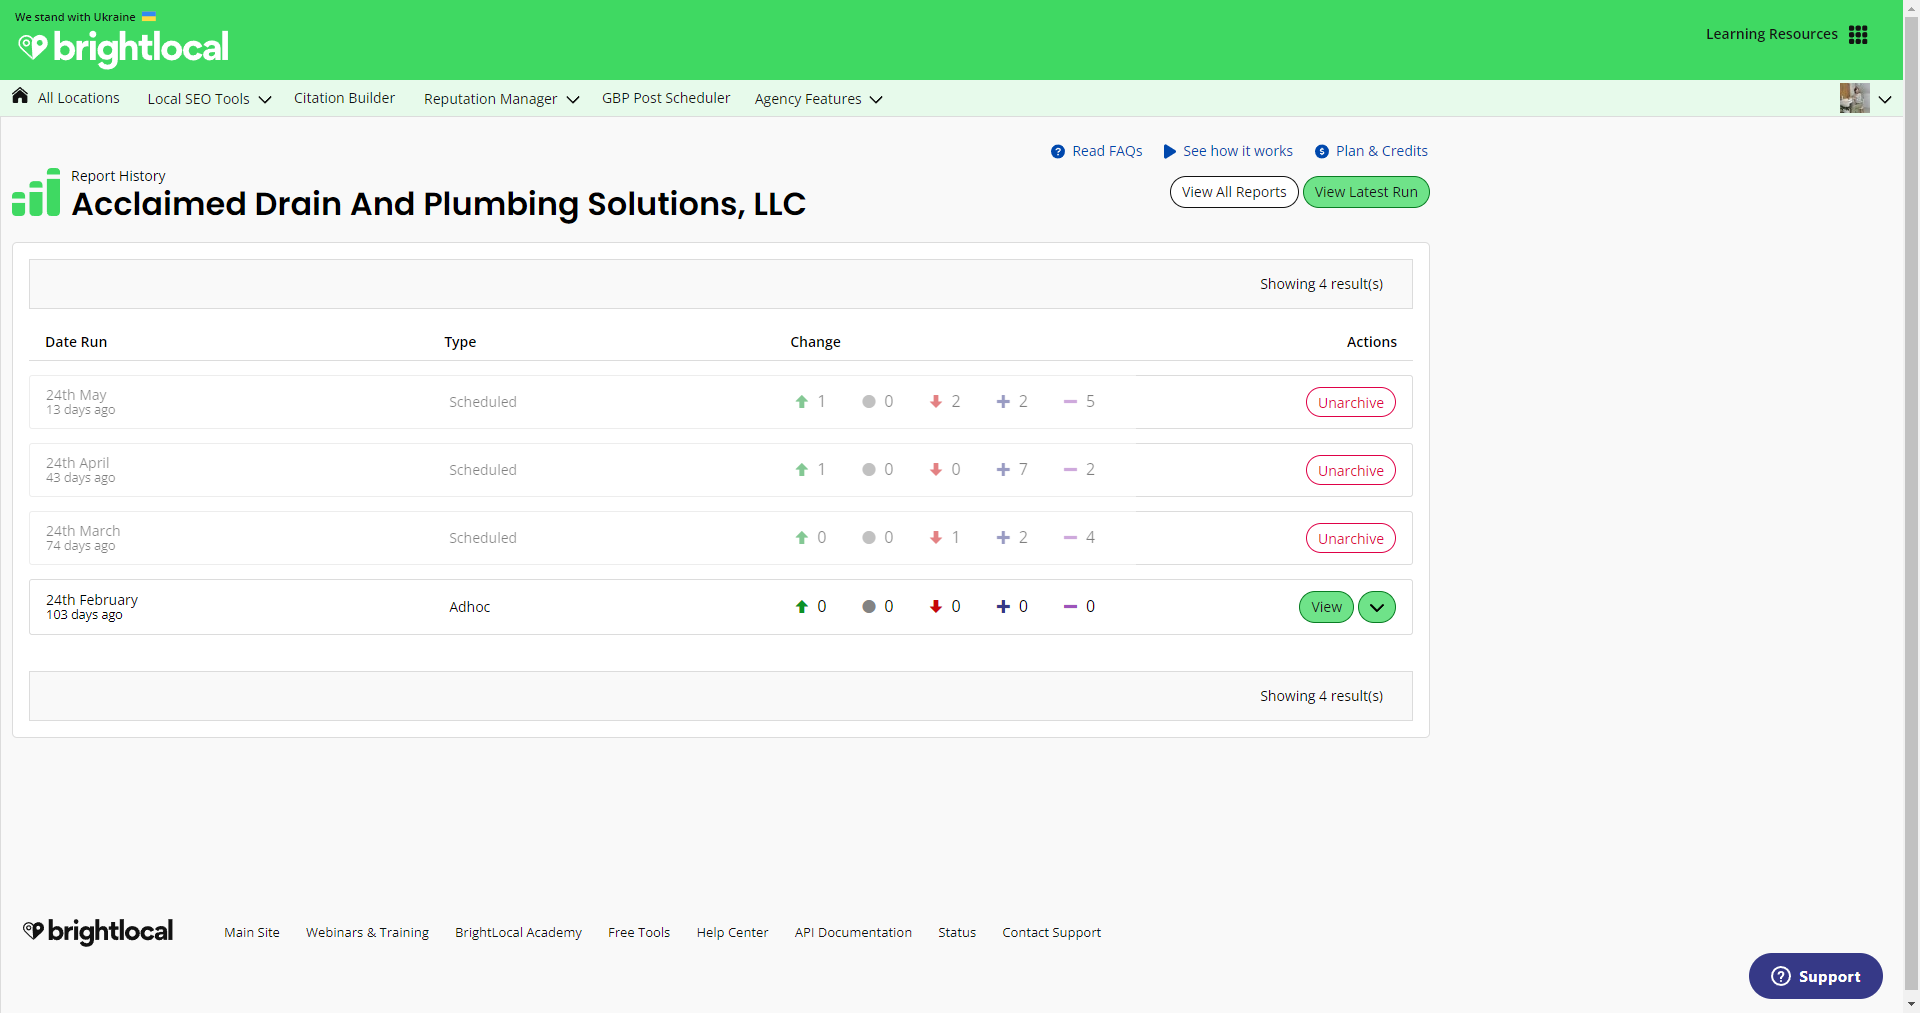 We stand with Ukraine
brightlocal
Learning Resources
All Locations
Local SEO Tools
Citation Builder
Reputation Manager
GBP Post Scheduler
Agency Features
Read FAQs
See how it works
Plan & Credits
Report History
Acclaimed Drain And Plumbing Solutions, LLC
View All Reports
View Latest Run
Showing 4 result(s)
Date Run Type Change Actions
24th May
13 days ago
Scheduled 1 0 2 2 5 Unarchive
24th April
43 days ago
Scheduled 1 0 0 7 2 Unarchive
24th March
74 days ago
Scheduled 0 0 1 2 4 Unarchive
24th February
103 days ago
Adhoc 0 0 0 0 0 View
Showing 4 result(s)
brightlocal
Main Site
Webinars & Training
BrightLocal Academy
Free Tools
Help Center
API Documentation
Status
Contact Support
Support